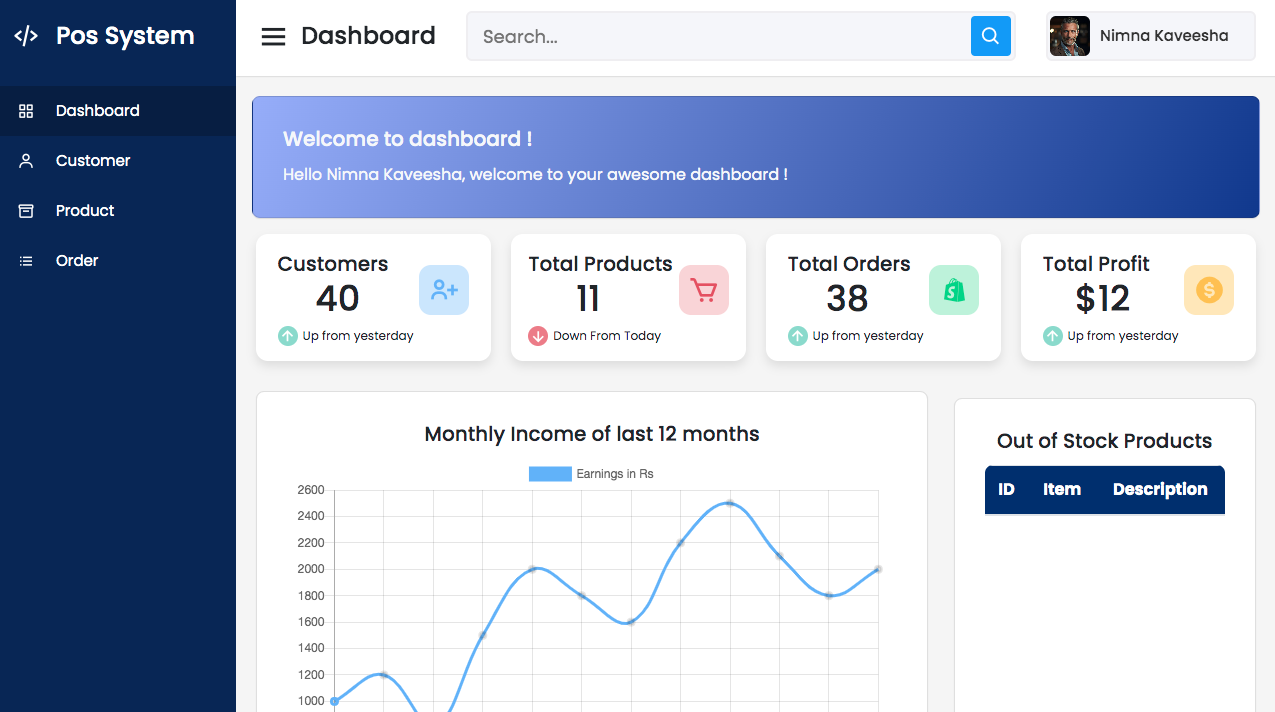 Pos System
Dashboard
Customer
Product
Order
Dashboard
Search...
Nimna Kaveesha
Welcome to dashboard !
Hello Nimna Kaveesha, welcome to your awesome dashboard !
Customers
40
Up from yesterday
Total Products
11
Down From Today
Total Orders
38
Up from yesterday
Total Profit
$12
Up from yesterday
Monthly Income of last 12 months
Earnings in Rs
2600
2400
2200
2000
1800
1600
1400
1200
1000
Out of Stock Products
ID Item Description